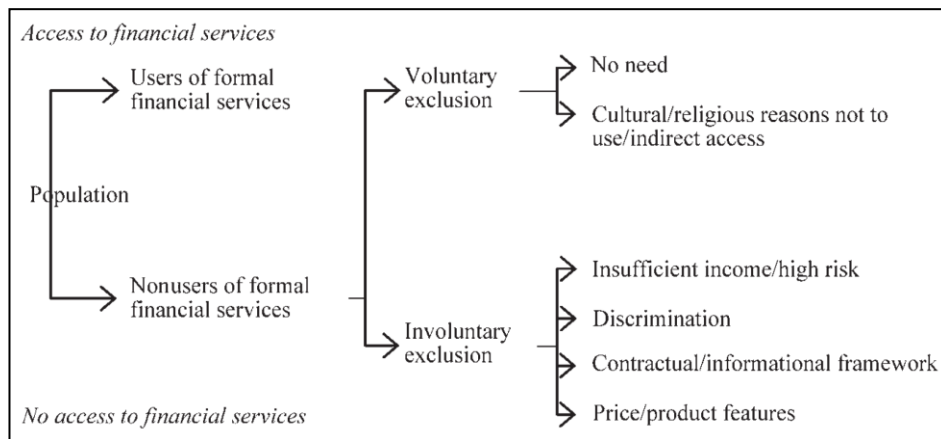 Access to financial services
Users of formal
financial services
Voluntary
exclusion
No need
Cultural/religious reasons not to
use/indirect access
Population
Nonusers of formal
financial services
Involuntary
exclusion
Insufficient income/high risk
Discrimination
Contractual/informational framework
Price/product features
No access to financial services